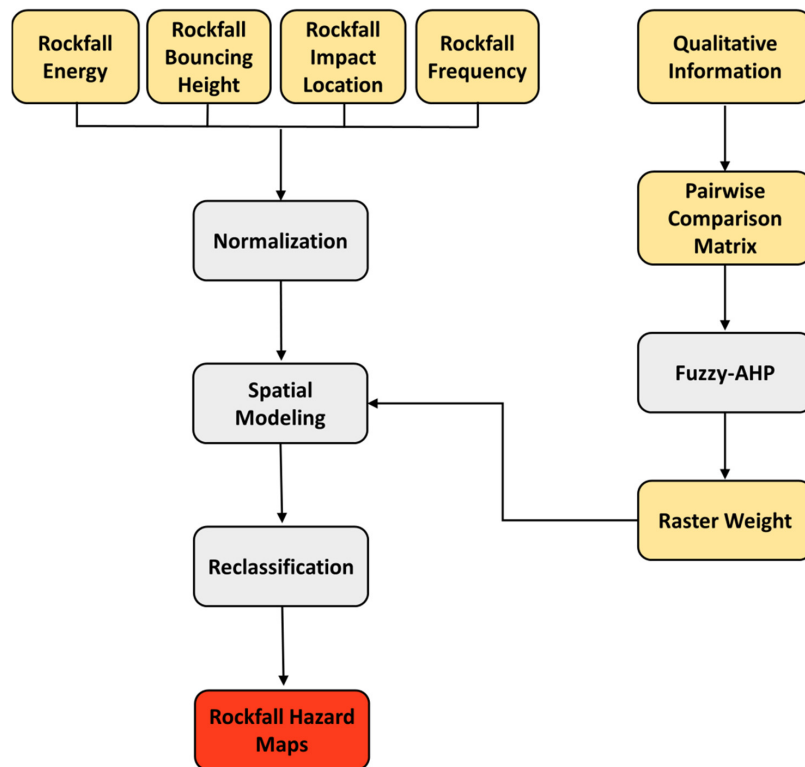 Rockfall
Energy
Rockfall
Bouncing
Height
Rockfall
Impact
Location
Rockfall
Frequency
Qualitative
Information
Pairwise
Comparison
Matrix
Normalization
Fuzzy-AHP
Spatial
Modeling
Raster Weight
Reclassification
Rockfall Hazard
Maps